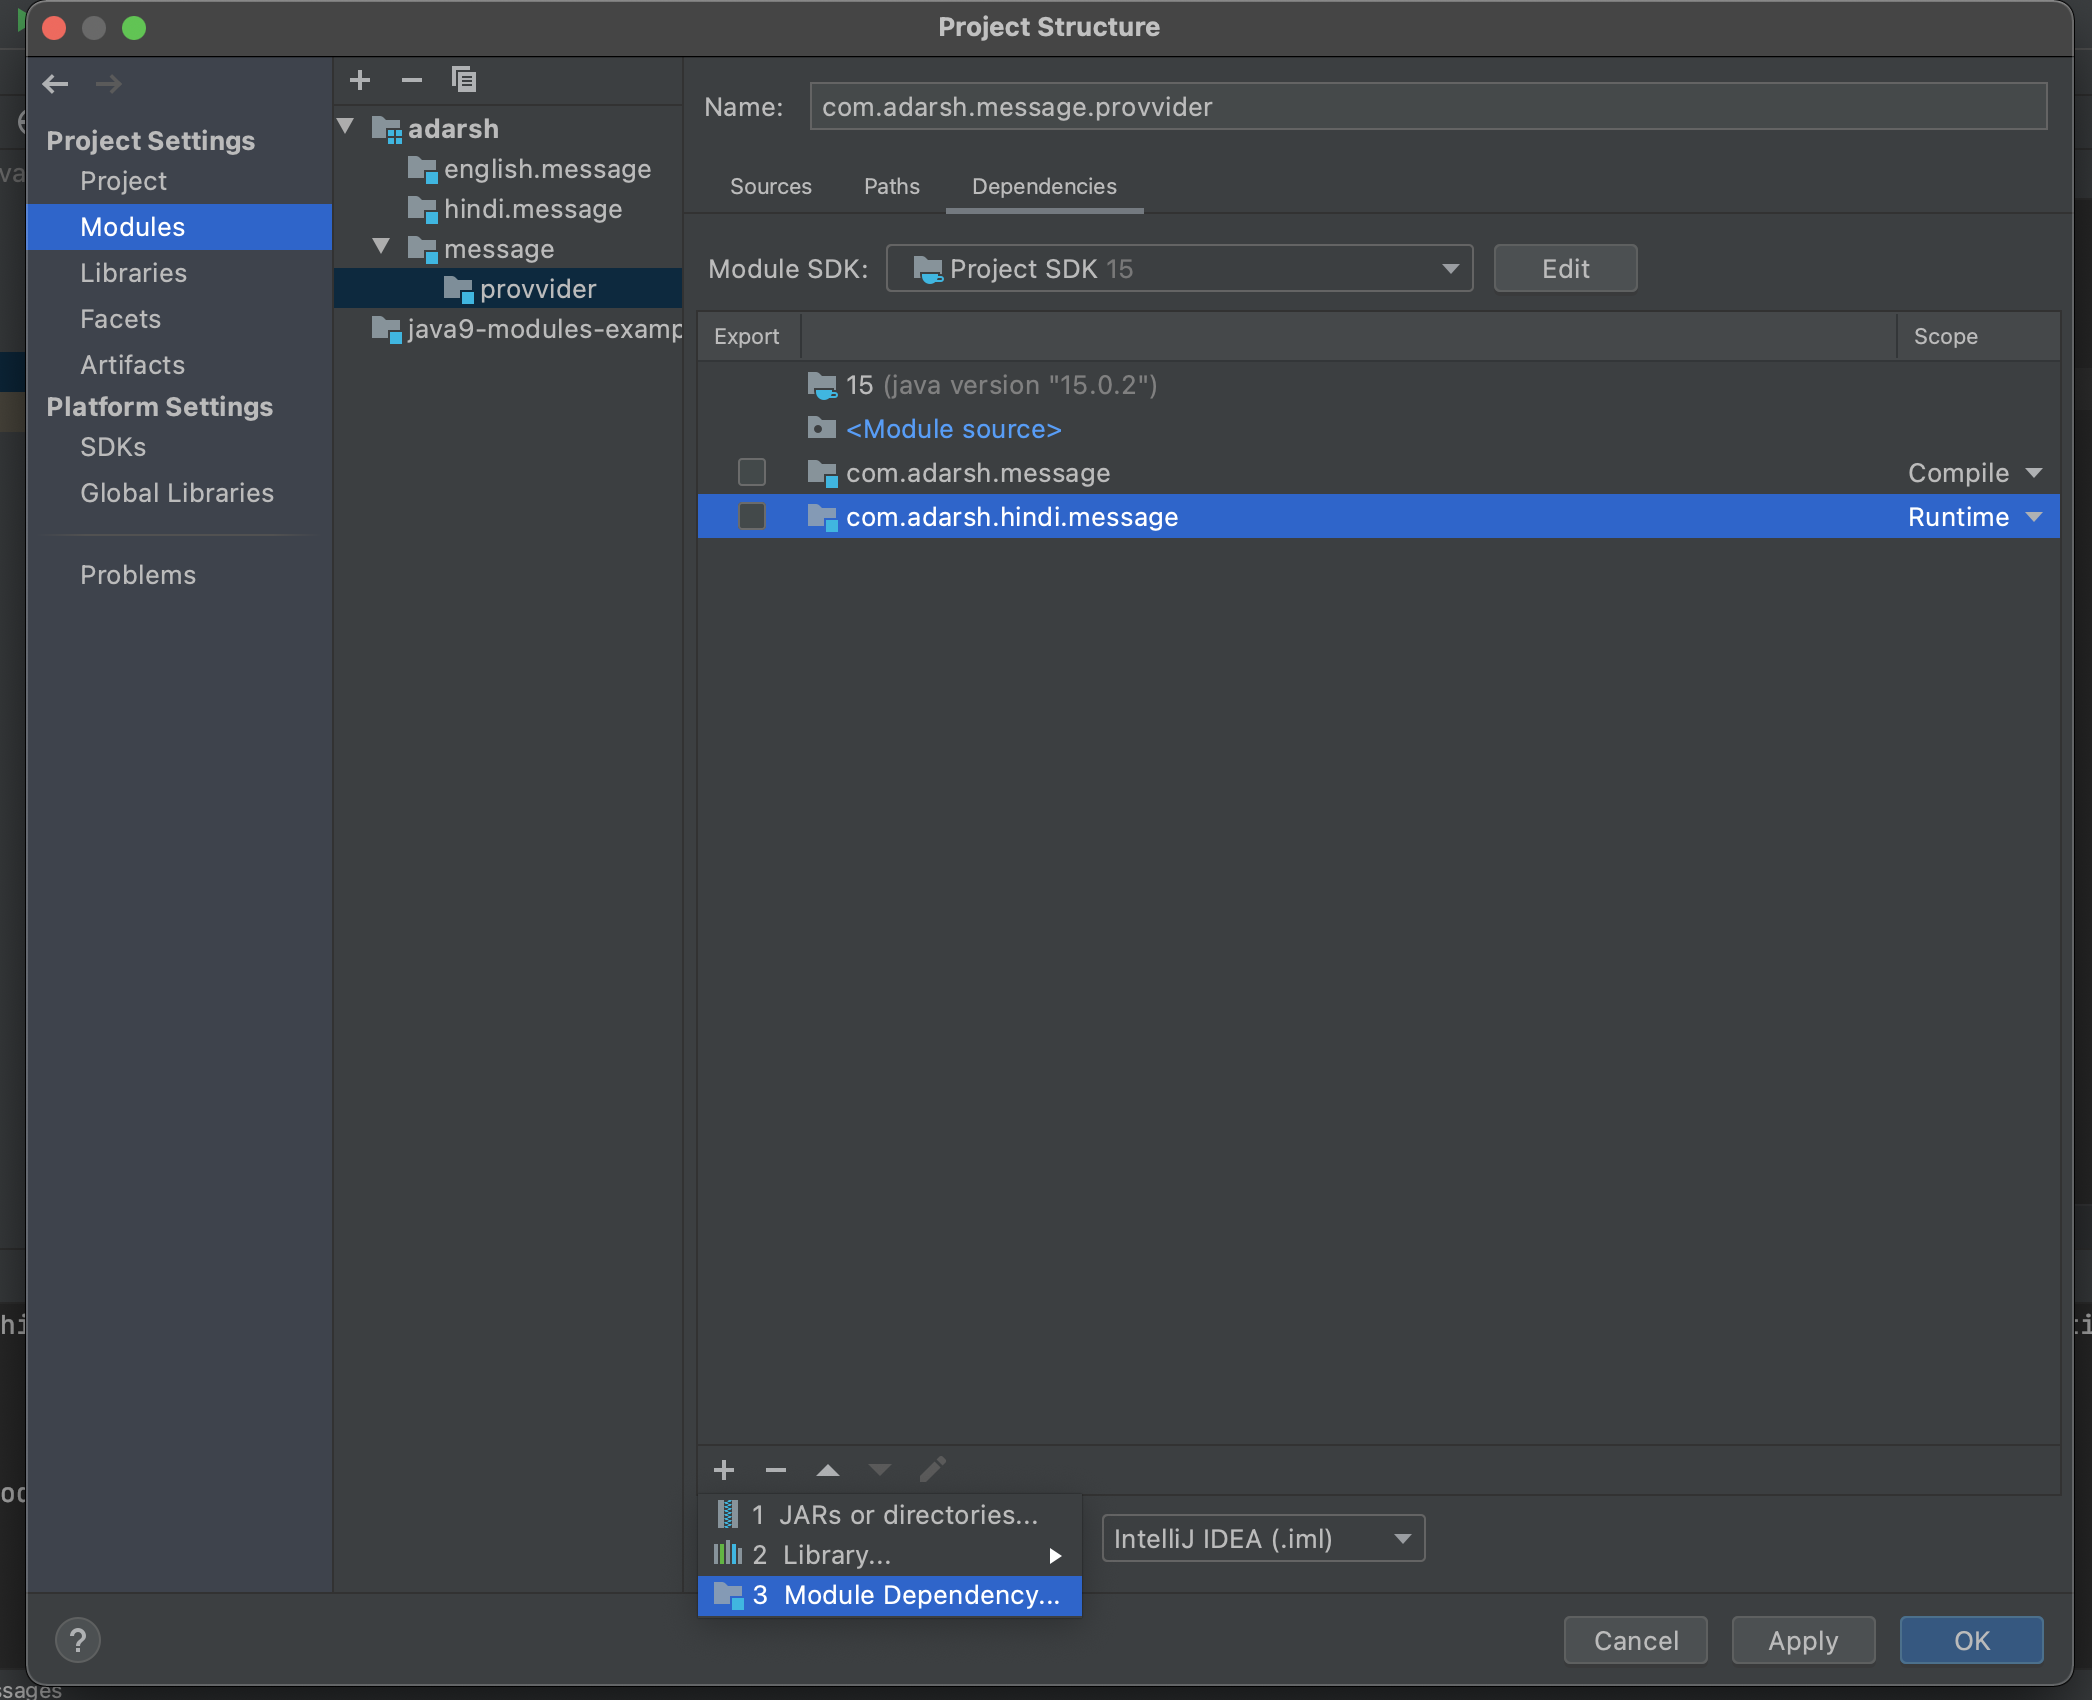 Project Structure
Project Settings
Project
Modules
Libraries
Facets
Artifacts
Platform Settings
SDKs
Global Libraries
Problems
adarsh
english.message
hindi.message
message
provvider
java9-modules-examp
Name: com.adarsh.message.provvider
Sources Paths Dependencies
Module SDK: Project SDK 15 Edit
Export Scope
15 (java version "15.0.2")
<Module source>
com.adarsh.message Compile
com.adarsh.hindi.message Runtime
1 JARs or directories...
2 Library...
3 Module Dependency...
IntelliJ IDEA (.iml)
? Cancel Apply OK